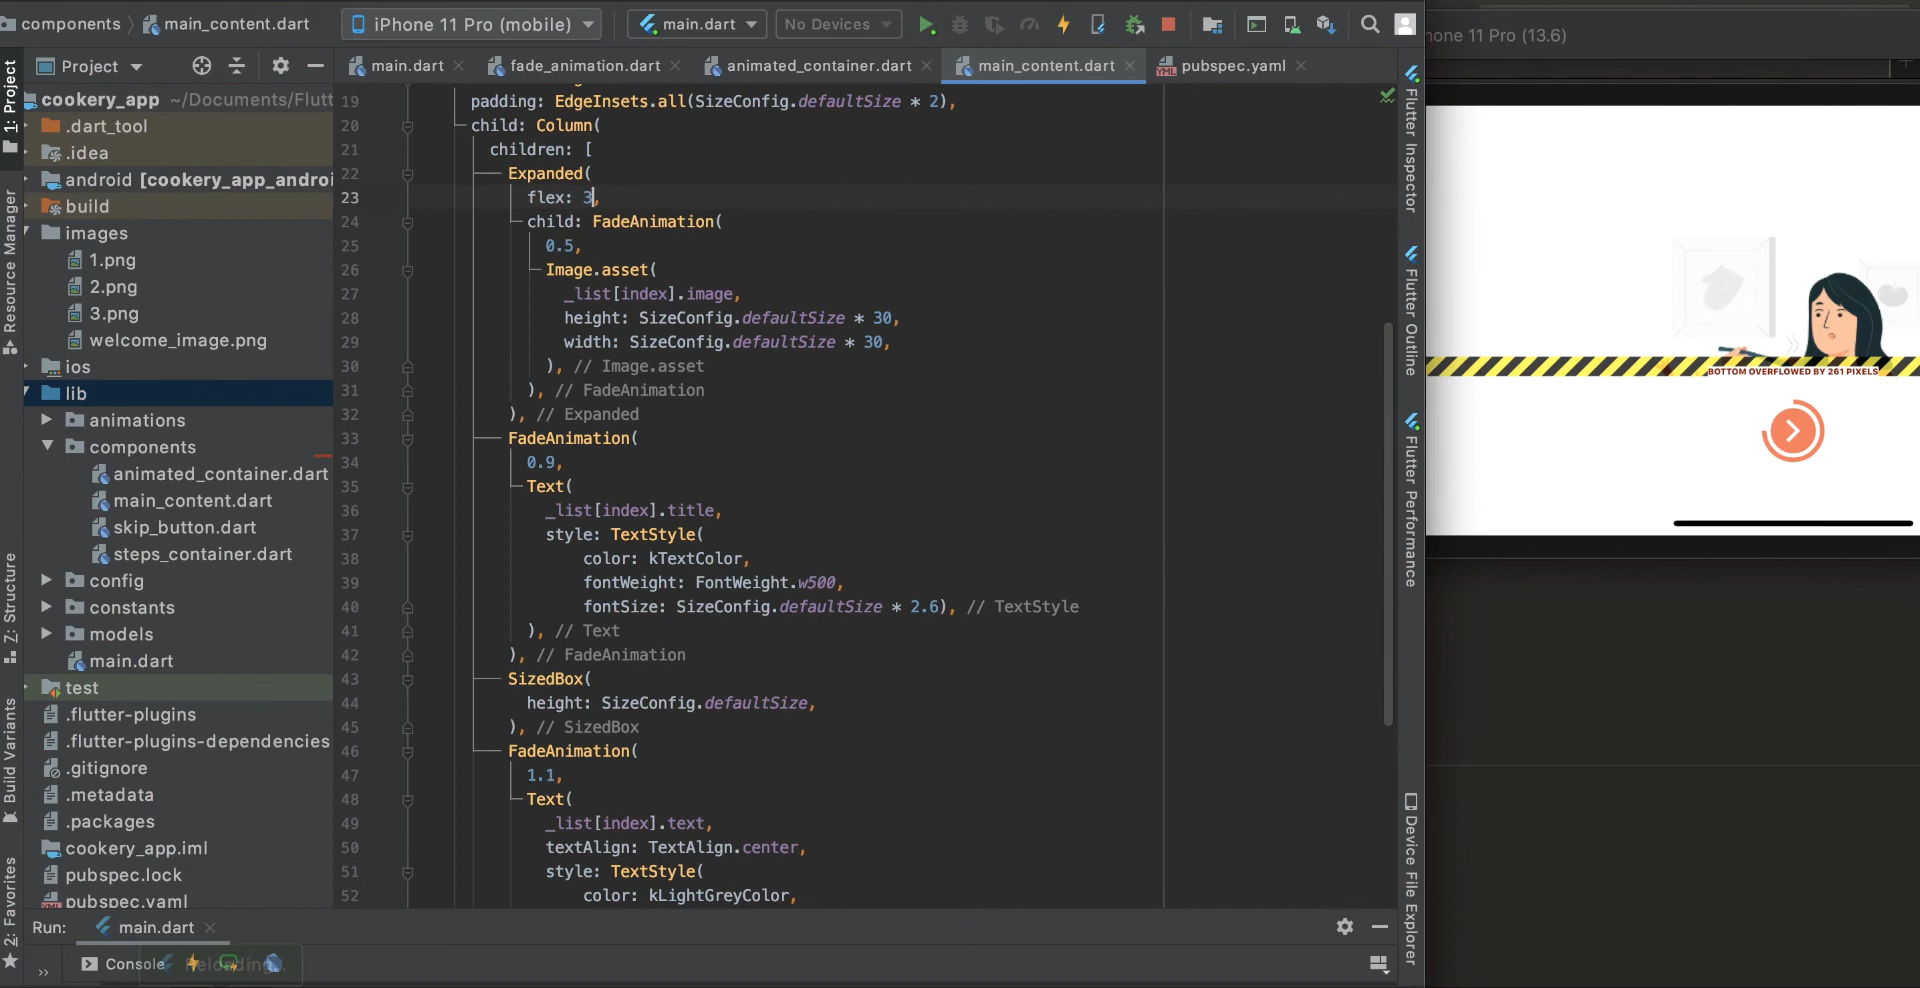 components
main_content.dart
iPhone 11 Pro (mobile)
main.dart
No Devices
hone 11 Pro (13.6)
Project
main.dart
fade_animation.dart
animated_container.dart
main_content.dart
pubspec.yaml
cookery_app ~/Documents/Flutt
.dart_tool
.idea
android [cookery_app_androi
build
images
1.png
2.png
3.png
welcome_image.png
ios
lib
animations
components
animated_container.dart
main_content.dart
skip_button.dart
steps_container.dart
config
constants
models
main.dart
test
.flutter-plugins
.flutter-plugins-dependencies
.gitignore
.metadata
.packages
cookery_app.iml
pubspec.lock
pubspec.yaml
1: Project
Resource Manager
Z: Structure
Build Variants
2: Favorites
19 padding: EdgeInsets.all(SizeConfig.defaultSize * 2),
20 child: Column(
21 children: [
22 Expanded(
23 flex: 3,
24 child: FadeAnimation(
25 0.5,
26 Image.asset(
27 _list[index].image,
28 height: SizeConfig.defaultSize * 30,
29 width: SizeConfig.defaultSize * 30,
30 ), // Image.asset
31 ), // FadeAnimation
32 ), // Expanded
33 FadeAnimation(
34 0.9,
35 Text(
36 _list[index].title,
37 style: TextStyle(
38 color: kTextColor,
39 fontWeight: FontWeight.w500,
40 fontSize: SizeConfig.defaultSize * 2.6), // TextStyle
41 ), // Text
42 ), // FadeAnimation
43 SizedBox(
44 height: SizeConfig.defaultSize,
45 ), // SizedBox
46 FadeAnimation(
47 1.1,
48 Text(
49 _list[index].text,
50 textAlign: TextAlign.center,
51 style: TextStyle(
52 color: kLightGreyColor,
Flutter Inspector
Flutter Outline
Flutter Performance
Device File Explorer
BOTTOM OVERFLOWED BY 261 PIXELS
Run: main.dart
Console
Reloading...